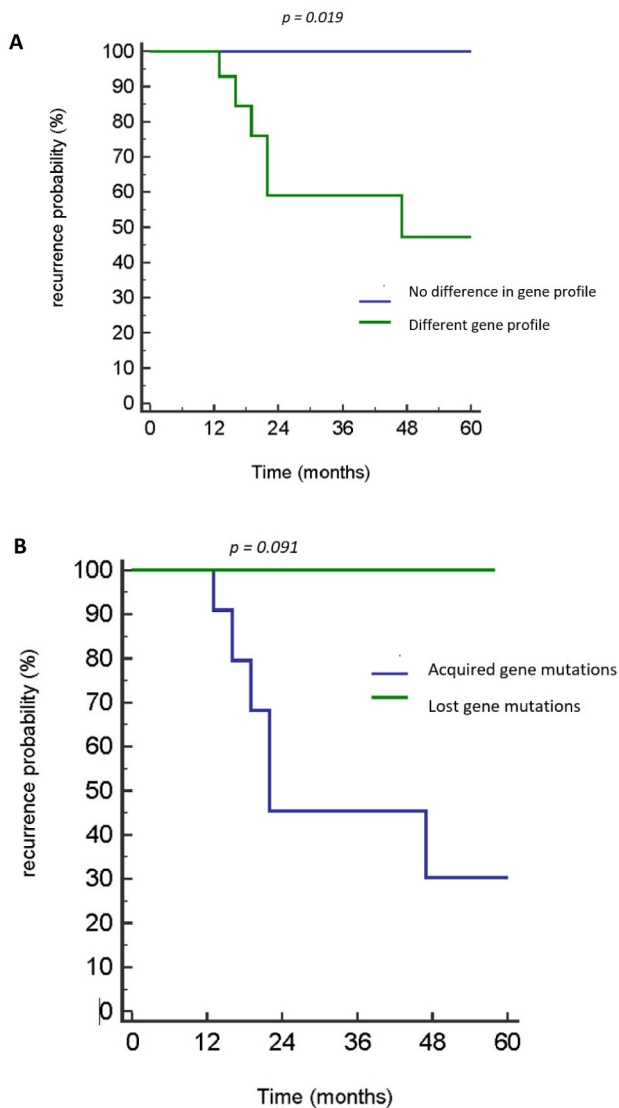 p = 0.019
A
100
90
80
70
60
50
40
30
20
10
0
recurrence probability (%)
No difference in gene profile
Different gene profile
0 12 24 36 48 60
Time (months)
B
p = 0.091
100
90
80
70
60
50
40
30
20
10
0
recurrence probability (%)
Acquired gene mutations
Lost gene mutations
0 12 24 36 48 60
Time (months)